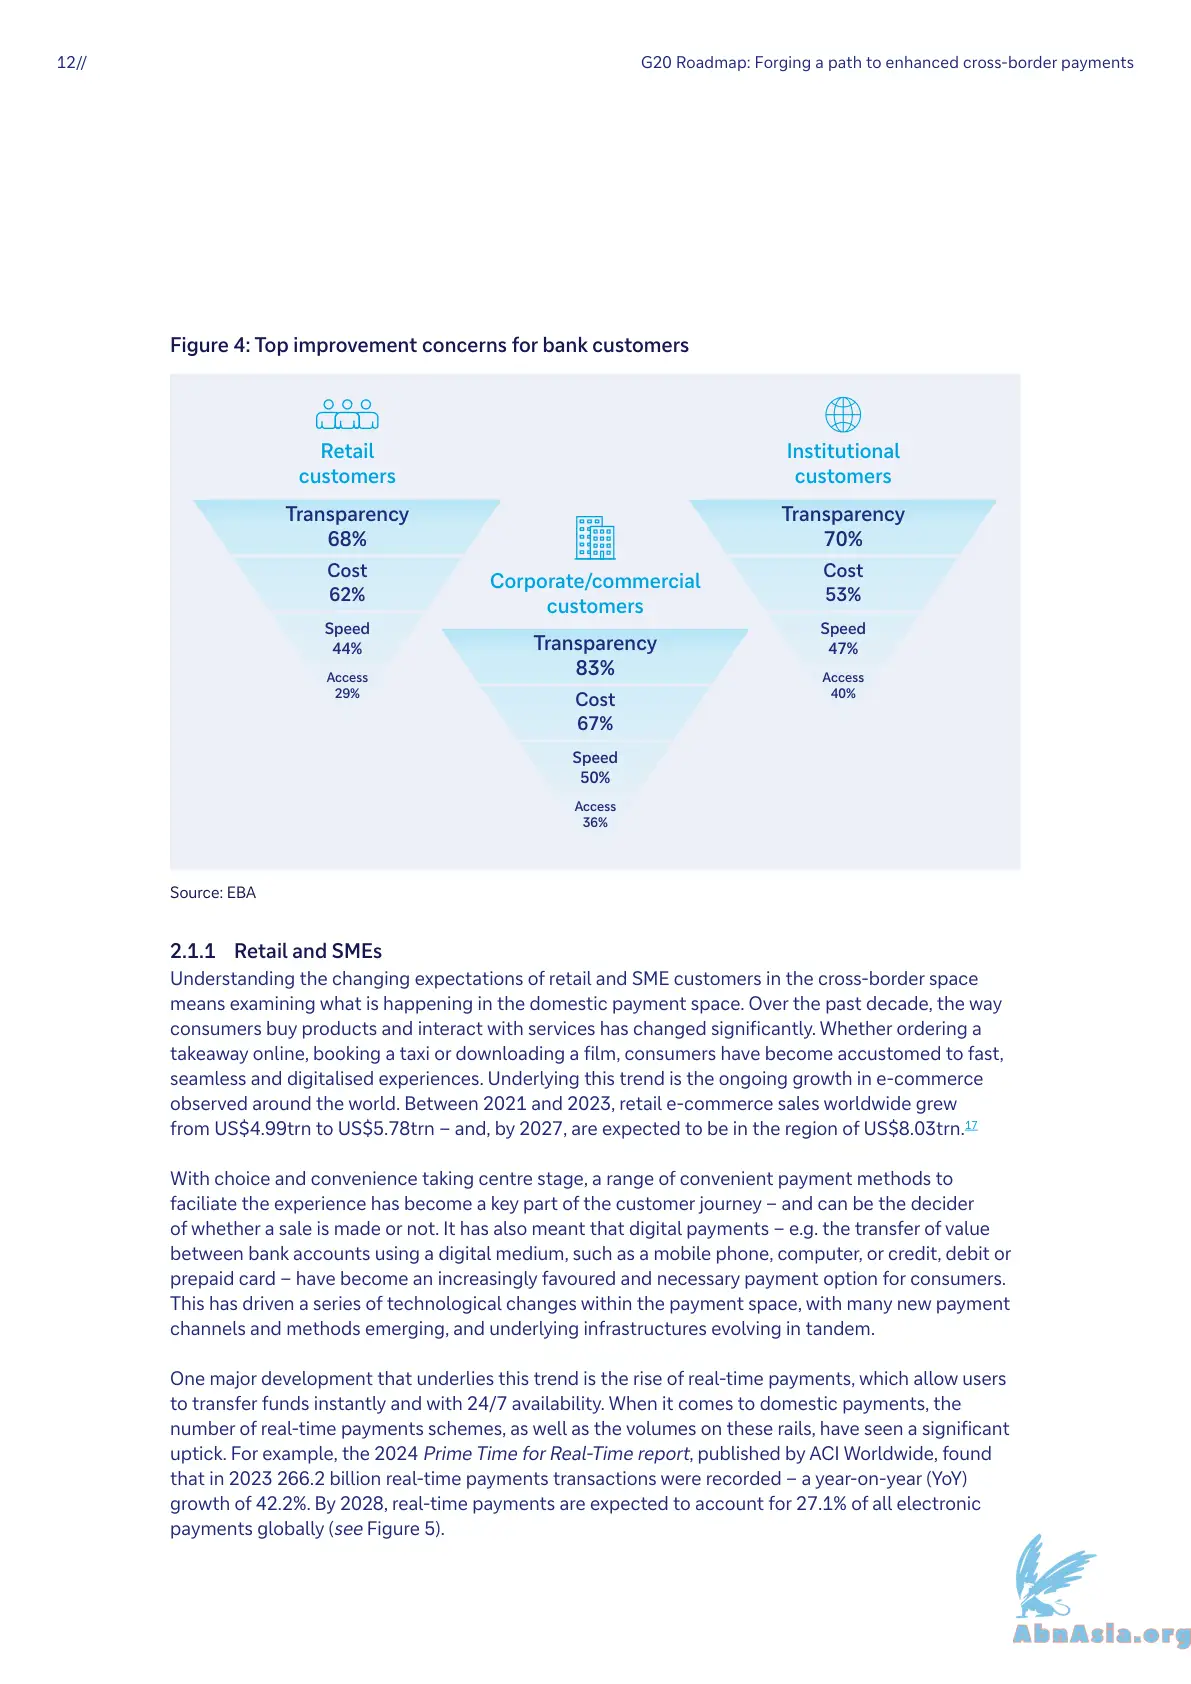 12//
G20 Roadmap: Forging a path to enhanced cross-border payments
Figure 4: Top improvement concerns for bank customers
Retail
customers
Transparency
68%
Cost
62%
Speed
44%
Access
29%
Corporate/commercial
customers
Transparency
83%
Cost
67%
Speed
50%
Access
36%
Institutional
customers
Transparency
70%
Cost
53%
Speed
47%
Access
40%
Source: EBA
2.1.1 Retail and SMEs
Understanding the changing expectations of retail and SME customers in the cross-border space
means examining what is happening in the domestic payment space. Over the past decade, the way
consumers buy products and interact with services has changed significantly. Whether ordering a
takeaway online, booking a taxi or downloading a film, consumers have become accustomed to fast,
seamless and digitalised experiences. Underlying this trend is the ongoing growth in e-commerce
observed around the world. Between 2021 and 2023, retail e-commerce sales worldwide grew
from US$4.99trn to US$5.78trn – and, by 2027, are expected to be in the region of US$8.03trn.17
With choice and convenience taking centre stage, a range of convenient payment methods to
faciliate the experience has become a key part of the customer journey – and can be the decider
of whether a sale is made or not. It has also meant that digital payments – e.g. the transfer of value
between bank accounts using a digital medium, such as a mobile phone, computer, or credit, debit or
prepaid card – have become an increasingly favoured and necessary payment option for consumers.
This has driven a series of technological changes within the payment space, with many new payment
channels and methods emerging, and underlying infrastructures evolving in tandem.
One major development that underlies this trend is the rise of real-time payments, which allow users
to transfer funds instantly and with 24/7 availability. When it comes to domestic payments, the
number of real-time payments schemes, as well as the volumes on these rails, have seen a significant
uptick. For example, the 2024 Prime Time for Real-Time report, published by ACI Worldwide, found
that in 2023 266.2 billion real-time payments transactions were recorded – a year-on-year (YoY)
growth of 42.2%. By 2028, real-time payments are expected to account for 27.1% of all electronic
payments globally (see Figure 5).
AbnAsia.org